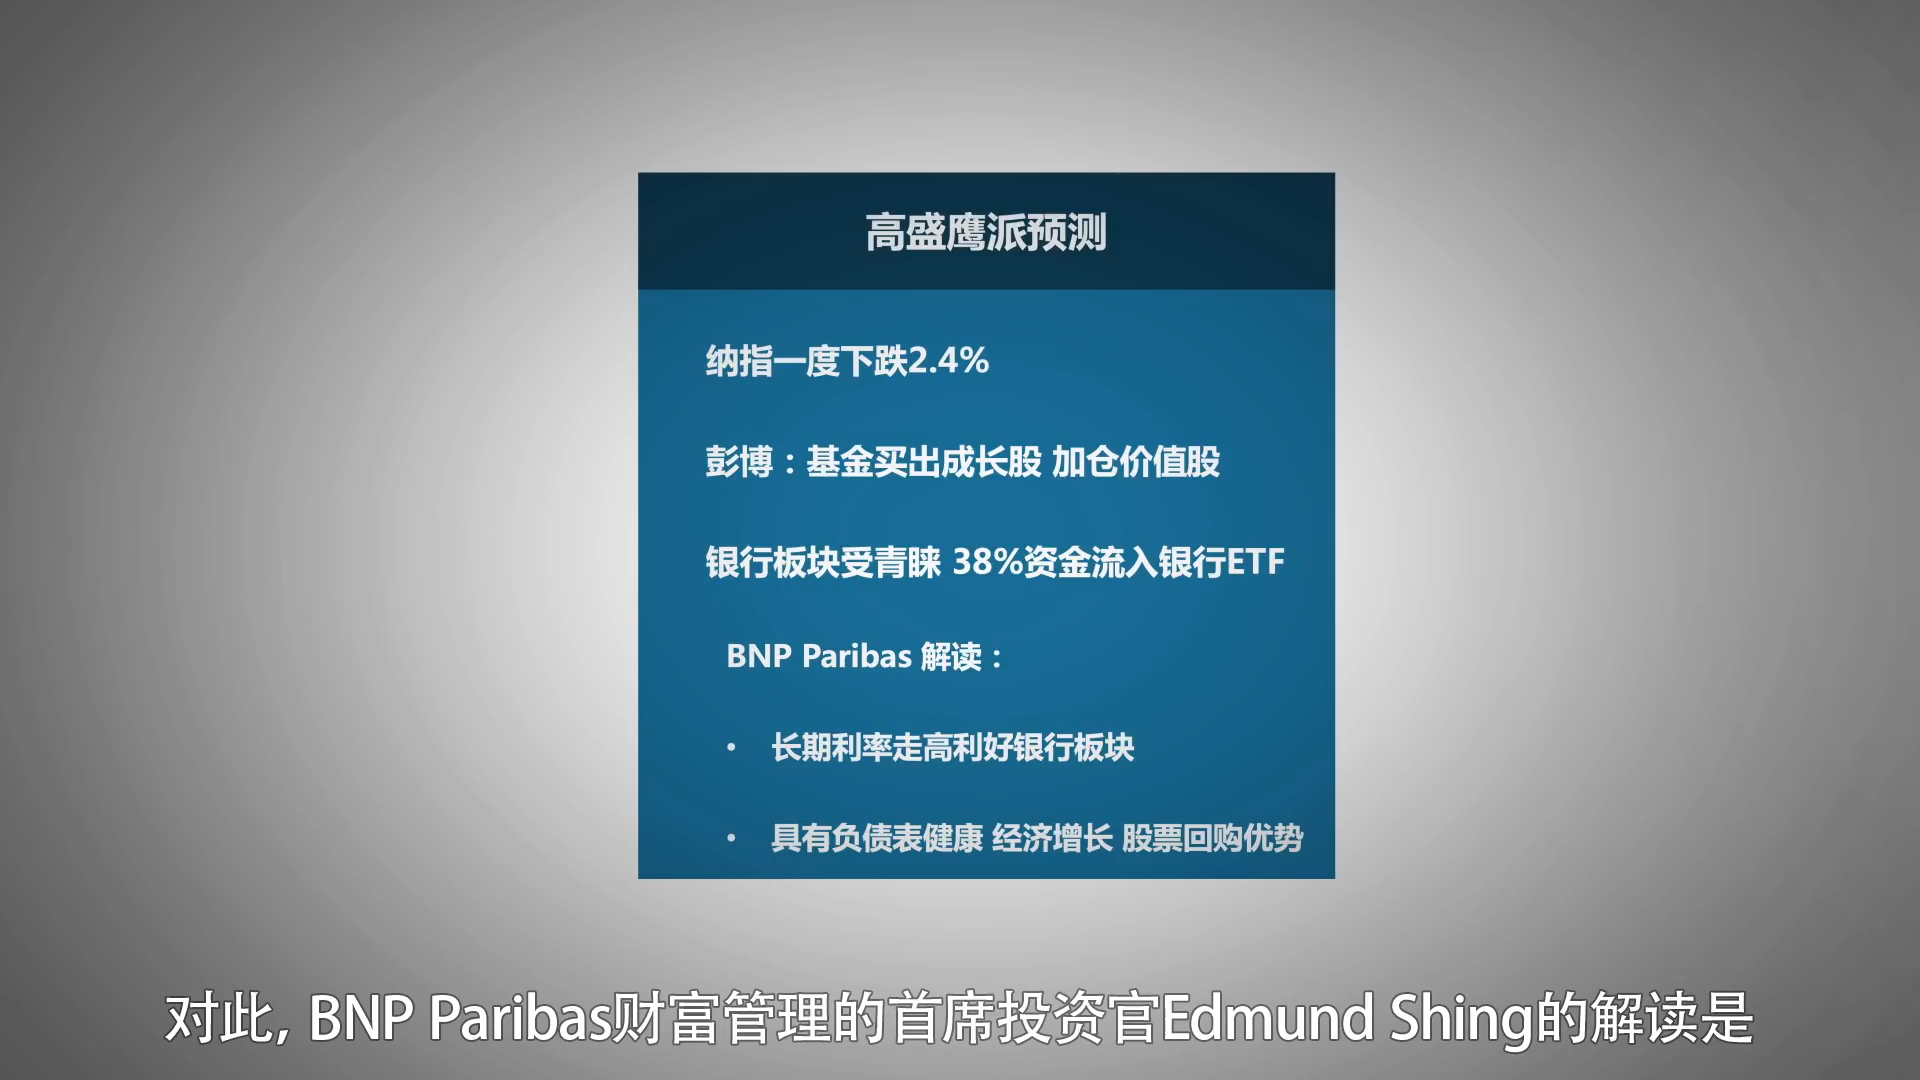 高盛鹰派预测
纳指一度下跌2.4%
彭博：基金买出成长股 加仓价值股
银行板块受青睐 38%资金流入银行ETF
BNP Paribas 解读：
• 长期利率走高利好银行板块
• 具有负债表健康 经济增长 股票回购优势
对此, BNP Paribas财富管理的首席投资官Edmund Shing的解读是